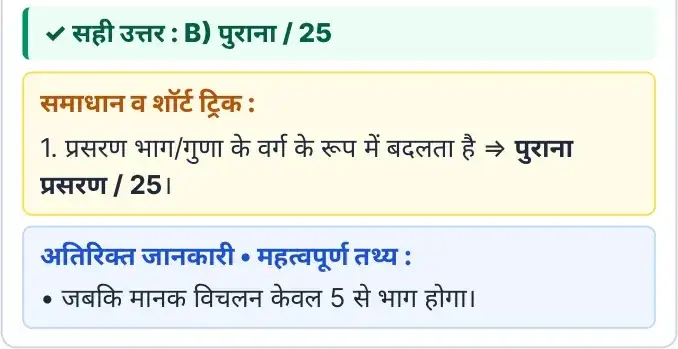 ✓ सही उत्तर : B) पुराना / 25
समाधान व शॉर्ट ट्रिक :
1. प्रसरण भाग/गुणा के वर्ग के रूप में बदलता है ⇒ पुराना
प्रसरण / 25।
अतिरिक्त जानकारी • महत्वपूर्ण तथ्य :
• जबकि मानक विचलन केवल 5 से भाग होगा।